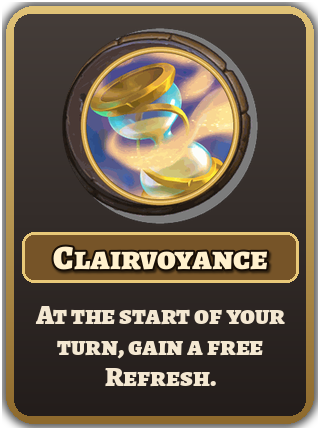 Clairvoyance
At the start of your
turn, gain a free
Refresh.